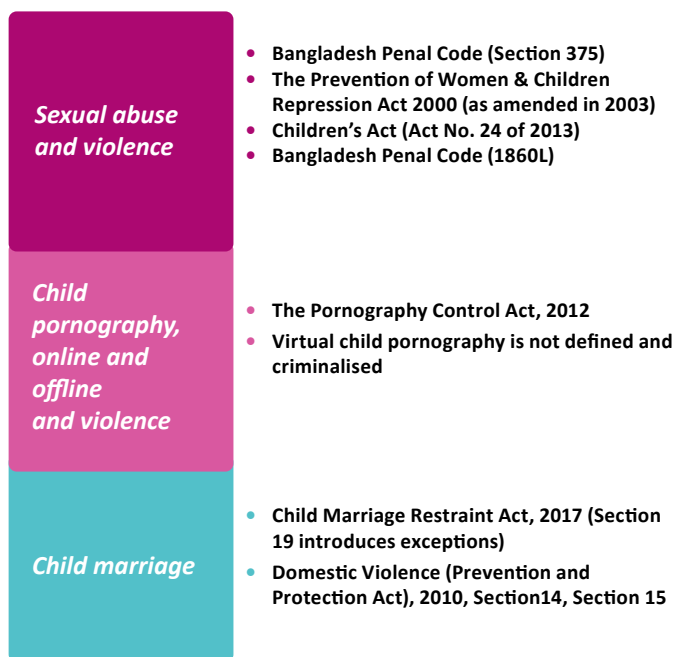 Sexual abuse
and violence
• Bangladesh Penal Code (Section 375)
• The Prevention of Women & Children
Repression Act 2000 (as amended in 2003)
• Children's Act (Act No. 24 of 2013)
• Bangladesh Penal Code (1860L)
Child
pornography,
online and
offline
and violence
• The Pornography Control Act, 2012
• Virtual child pornography is not defined and
criminalised
Child marriage
• Child Marriage Restraint Act, 2017 (Section
19 introduces exceptions)
• Domestic Violence (Prevention and
Protection Act), 2010, Section14, Section 15